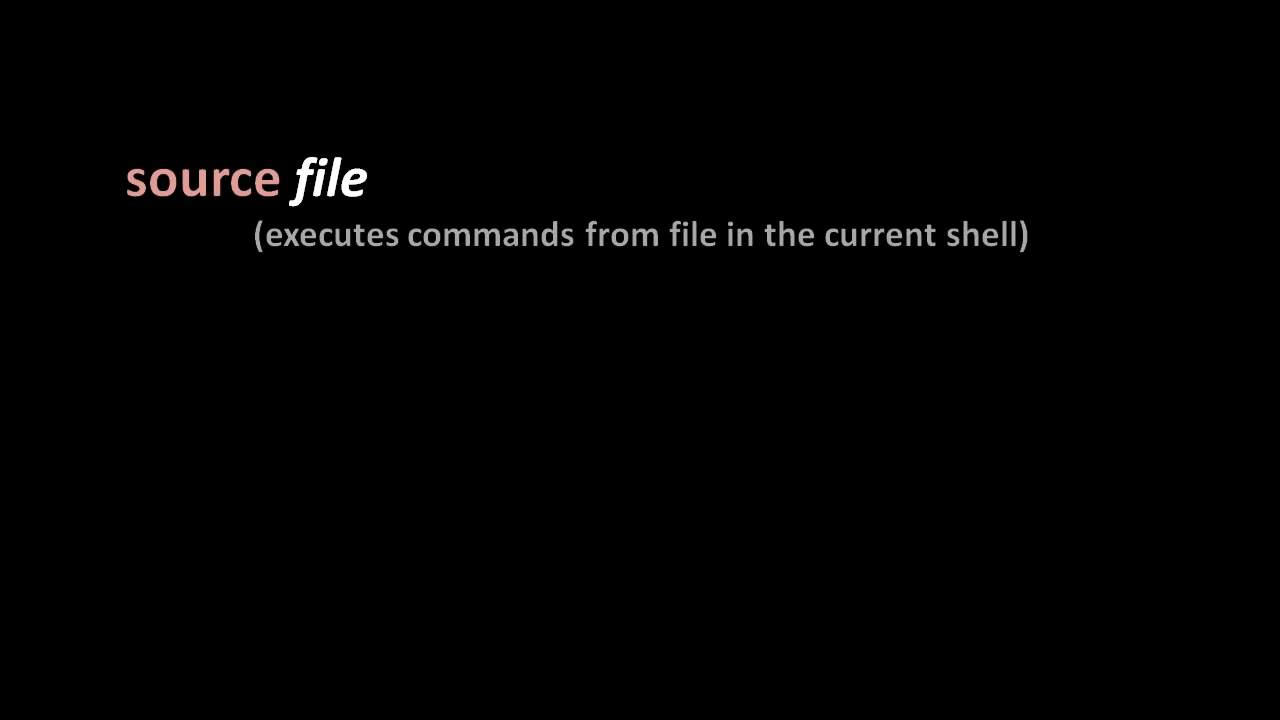 source file
(executes commands from file in the current shell)